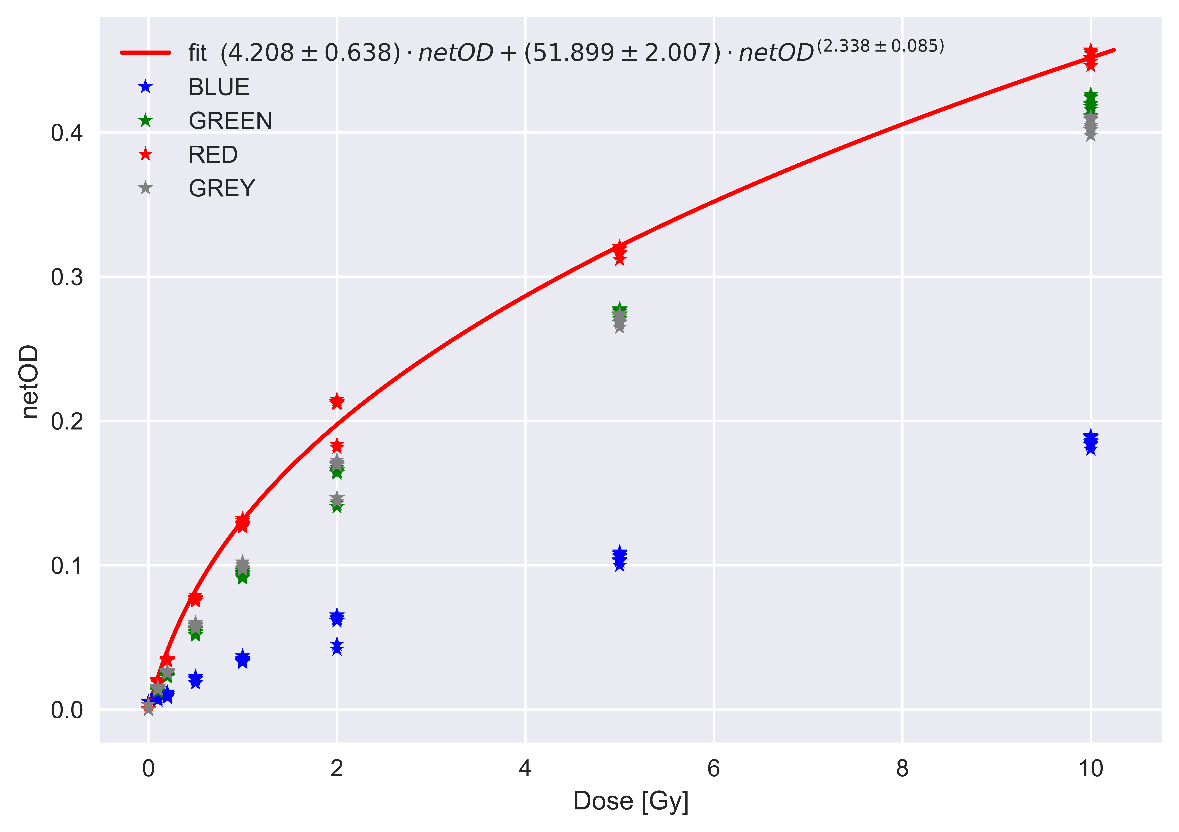 fit (4.208 ± 0.638) · netOD + (51.899 ± 2.007) · netOD^(2.338 ± 0.085)
BLUE
GREEN
RED
GREY
0.4
0.3
0.2
0.1
0.0
netOD
0 2 4 6 8 10
Dose [Gy]